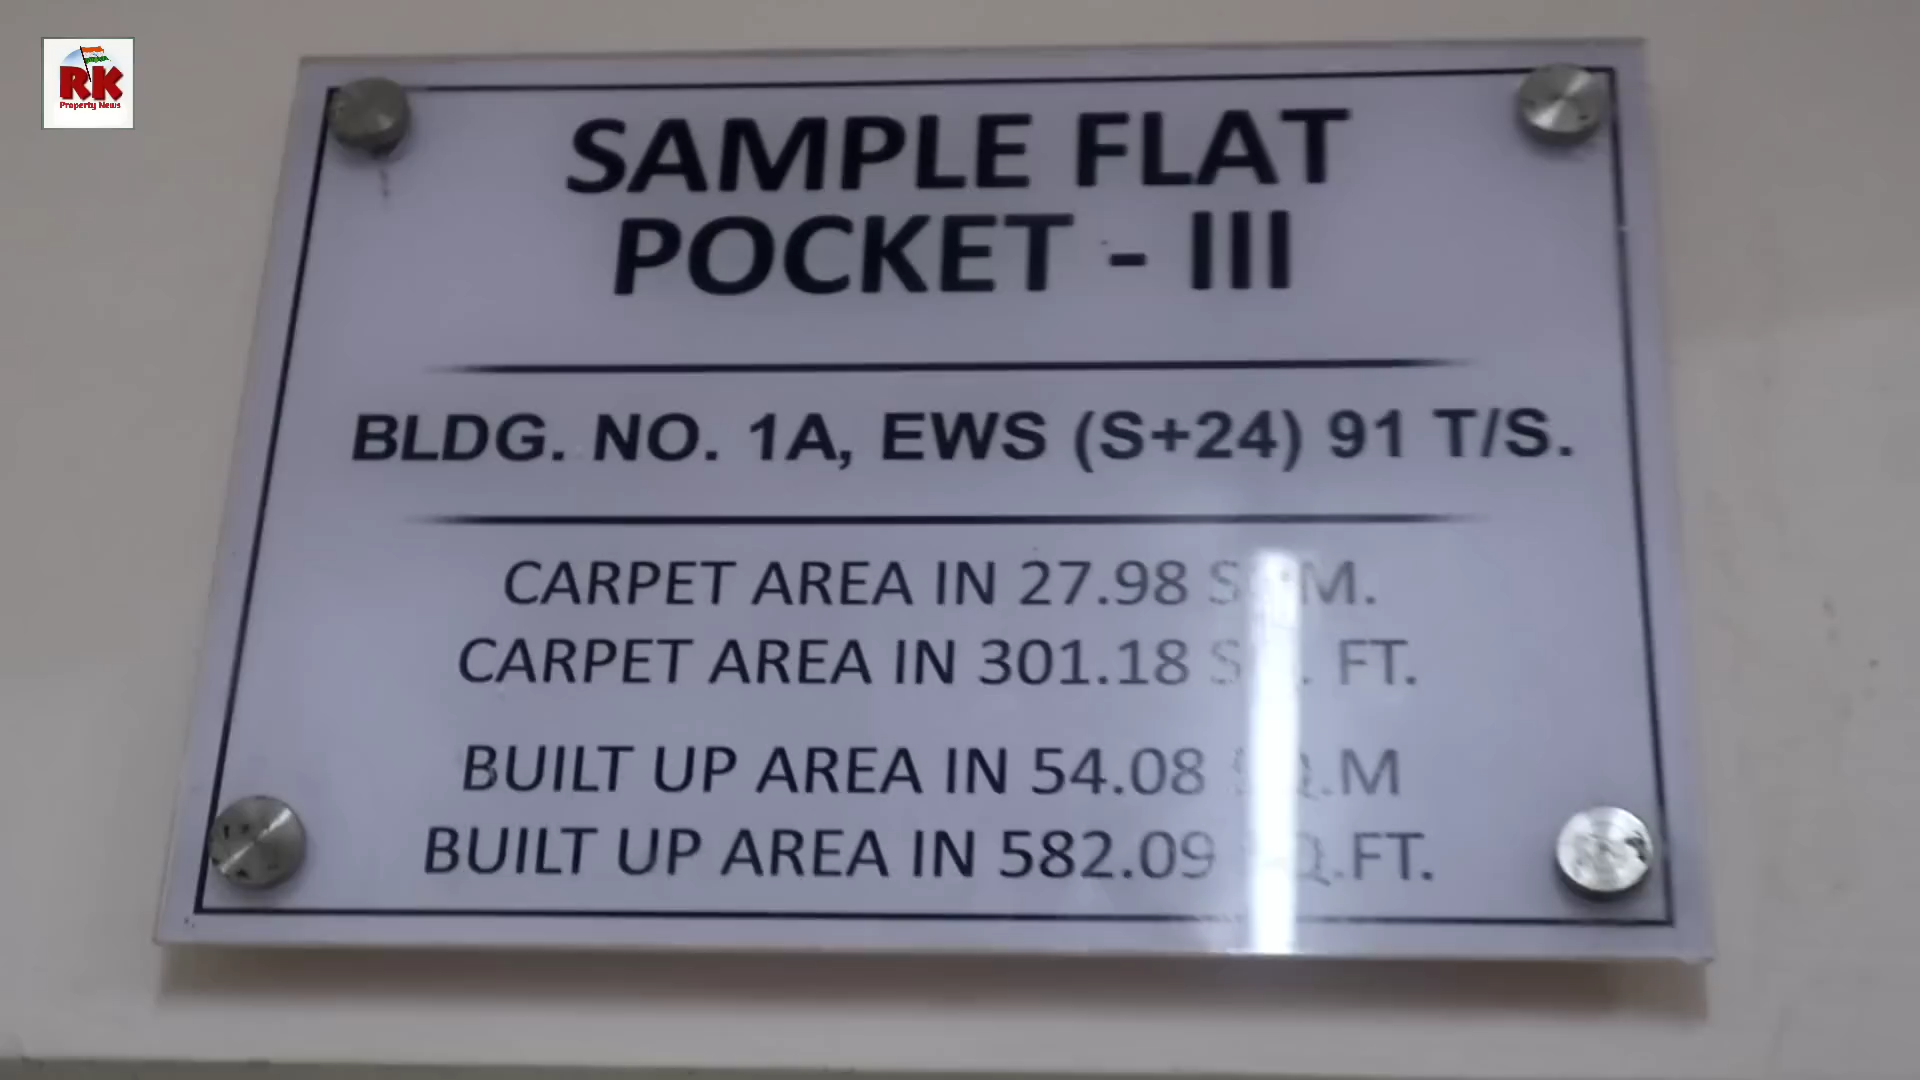 RK
Property News
SAMPLE FLAT
POCKET - III
BLDG. NO. 1A, EWS (S+24) 91 T/S.
CARPET AREA IN 27.98 SQ.M.
CARPET AREA IN 301.18 SQ. FT.
BUILT UP AREA IN 54.08 SQ.M
BUILT UP AREA IN 582.09 SQ.FT.